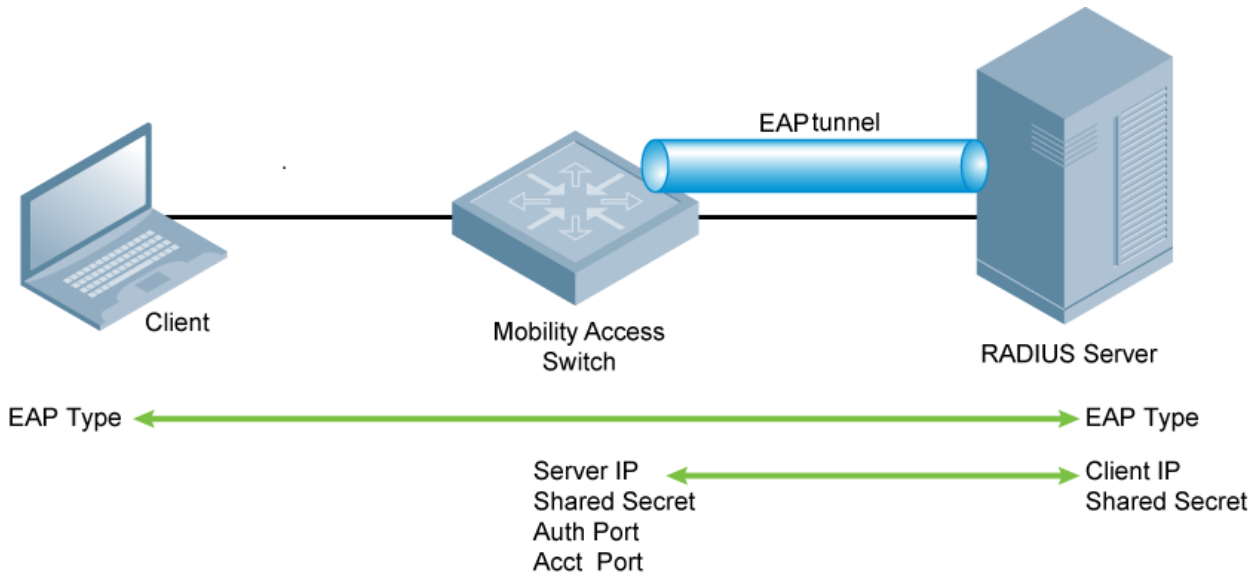 EAP tunnel
Client
Mobility Access
Switch
RADIUS Server
EAP Type
EAP Type
Server IP
Shared Secret
Auth Port
Acct Port
Client IP
Shared Secret